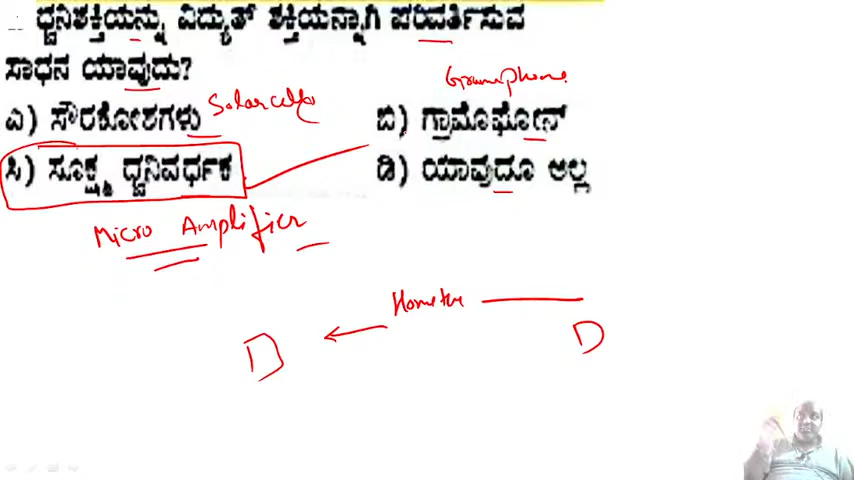 ಧ್ವನಿಶಕ್ತಿಯನ್ನು ವಿದ್ಯುತ್ ಶಕ್ತಿಯನ್ನಾಗಿ ಪರಿವರ್ತಿಸುವ
ಸಾಧನ ಯಾವುದು?
Gramophone
ಎ) ಸೌರಕೋಶಗಳು Solar cells ಬಿ) ಗ್ರಾಮೊಫೋನ್
ಸಿ) ಸೂಕ್ಷ್ಮ ಧ್ವನಿವರ್ಧಕ ಡಿ) ಯಾವುದೂ ಅಲ್ಲ
Micro Amplifier
D